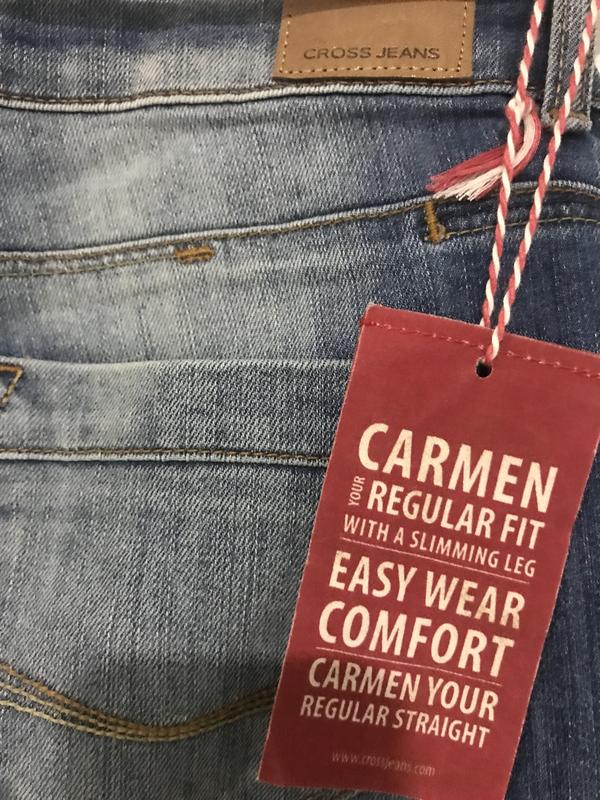 CROSS JEANS
CARMEN
YOUR REGULAR FIT
WITH A SLIMMING LEG
EASY WEAR
COMFORT
CARMEN YOUR
REGULAR STRAIGHT
www.crossjeans.com